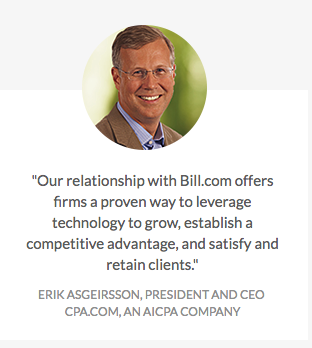 "Our relationship with Bill.com offers
firms a proven way to leverage
technology to grow, establish a
competitive advantage, and satisfy and
retain clients."
ERIK ASGEIRSSON, PRESIDENT AND CEO
CPA.COM, AN AICPA COMPANY